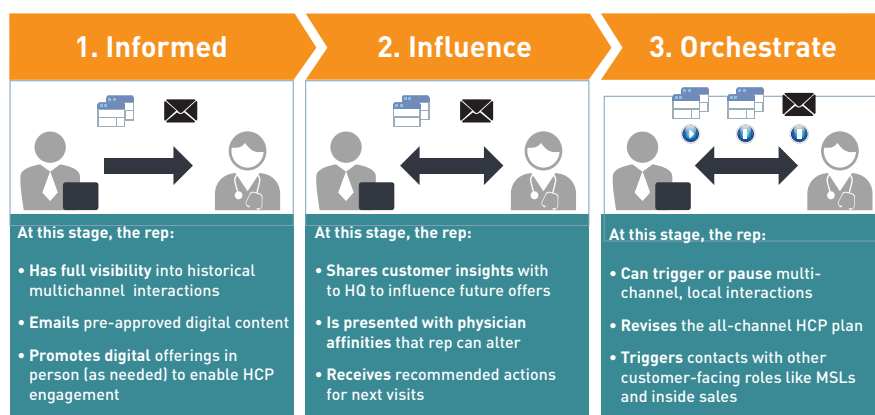 1. Informed
2. Influence
3. Orchestrate
At this stage, the rep:
• Has full visibility into historical
multichannel interactions
• Emails pre-approved digital content
• Promotes digital offerings in
person (as needed) to enable HCP
engagement
At this stage, the rep:
• Shares customer insights with
to HQ to influence future offers
• Is presented with physician
affinities that rep can alter
• Receives recommended actions
for next visits
At this stage, the rep:
• Can trigger or pause multi-
channel, local interactions
• Revises the all-channel HCP plan
• Triggers contacts with other
customer-facing roles like MSLs
and inside sales